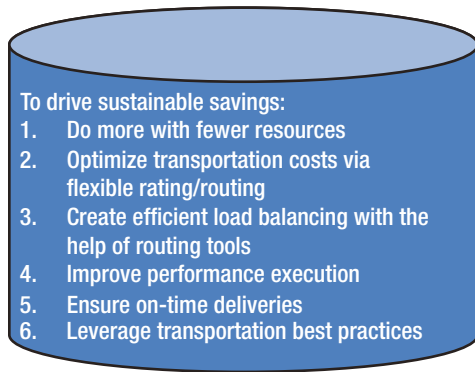 To drive sustainable savings:
1. Do more with fewer resources
2. Optimize transportation costs via
flexible rating/routing
3. Create efficient load balancing with the
help of routing tools
4. Improve performance execution
5. Ensure on-time deliveries
6. Leverage transportation best practices